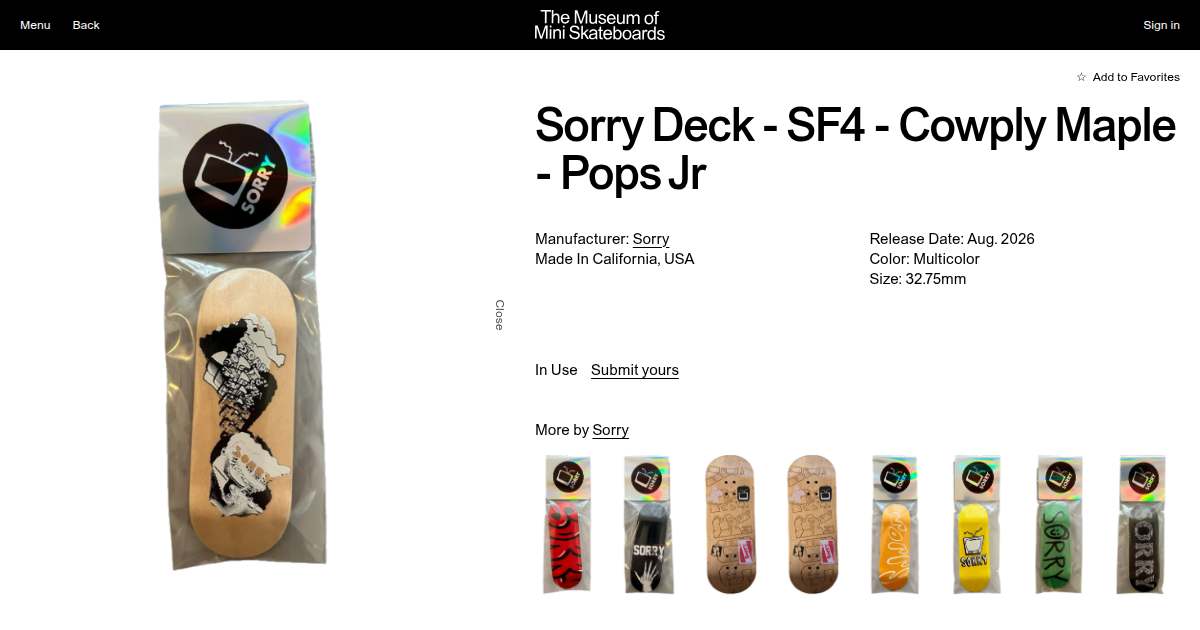 Menu
Back
The Museum of
Mini Skateboards
Sign in
☆ Add to Favorites
SORRY
Sorry Deck - SF4 - Cowply Maple
- Pops Jr
Manufacturer: Sorry
Made In California, USA
Release Date: Aug. 2026
Color: Multicolor
Size: 32.75mm
Close
In Use
Submit yours
More by Sorry
SORRY
SORRY
SORRY
SORRY
SORRY